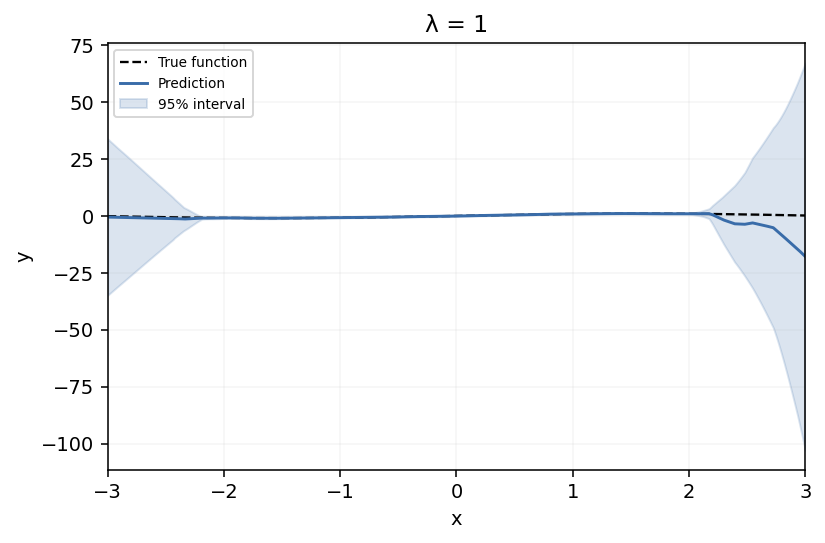 λ = 1
True function
Prediction
95% interval
y
75
50
25
0
−25
−50
−75
−100
−3
−2
−1
0
1
2
3
x